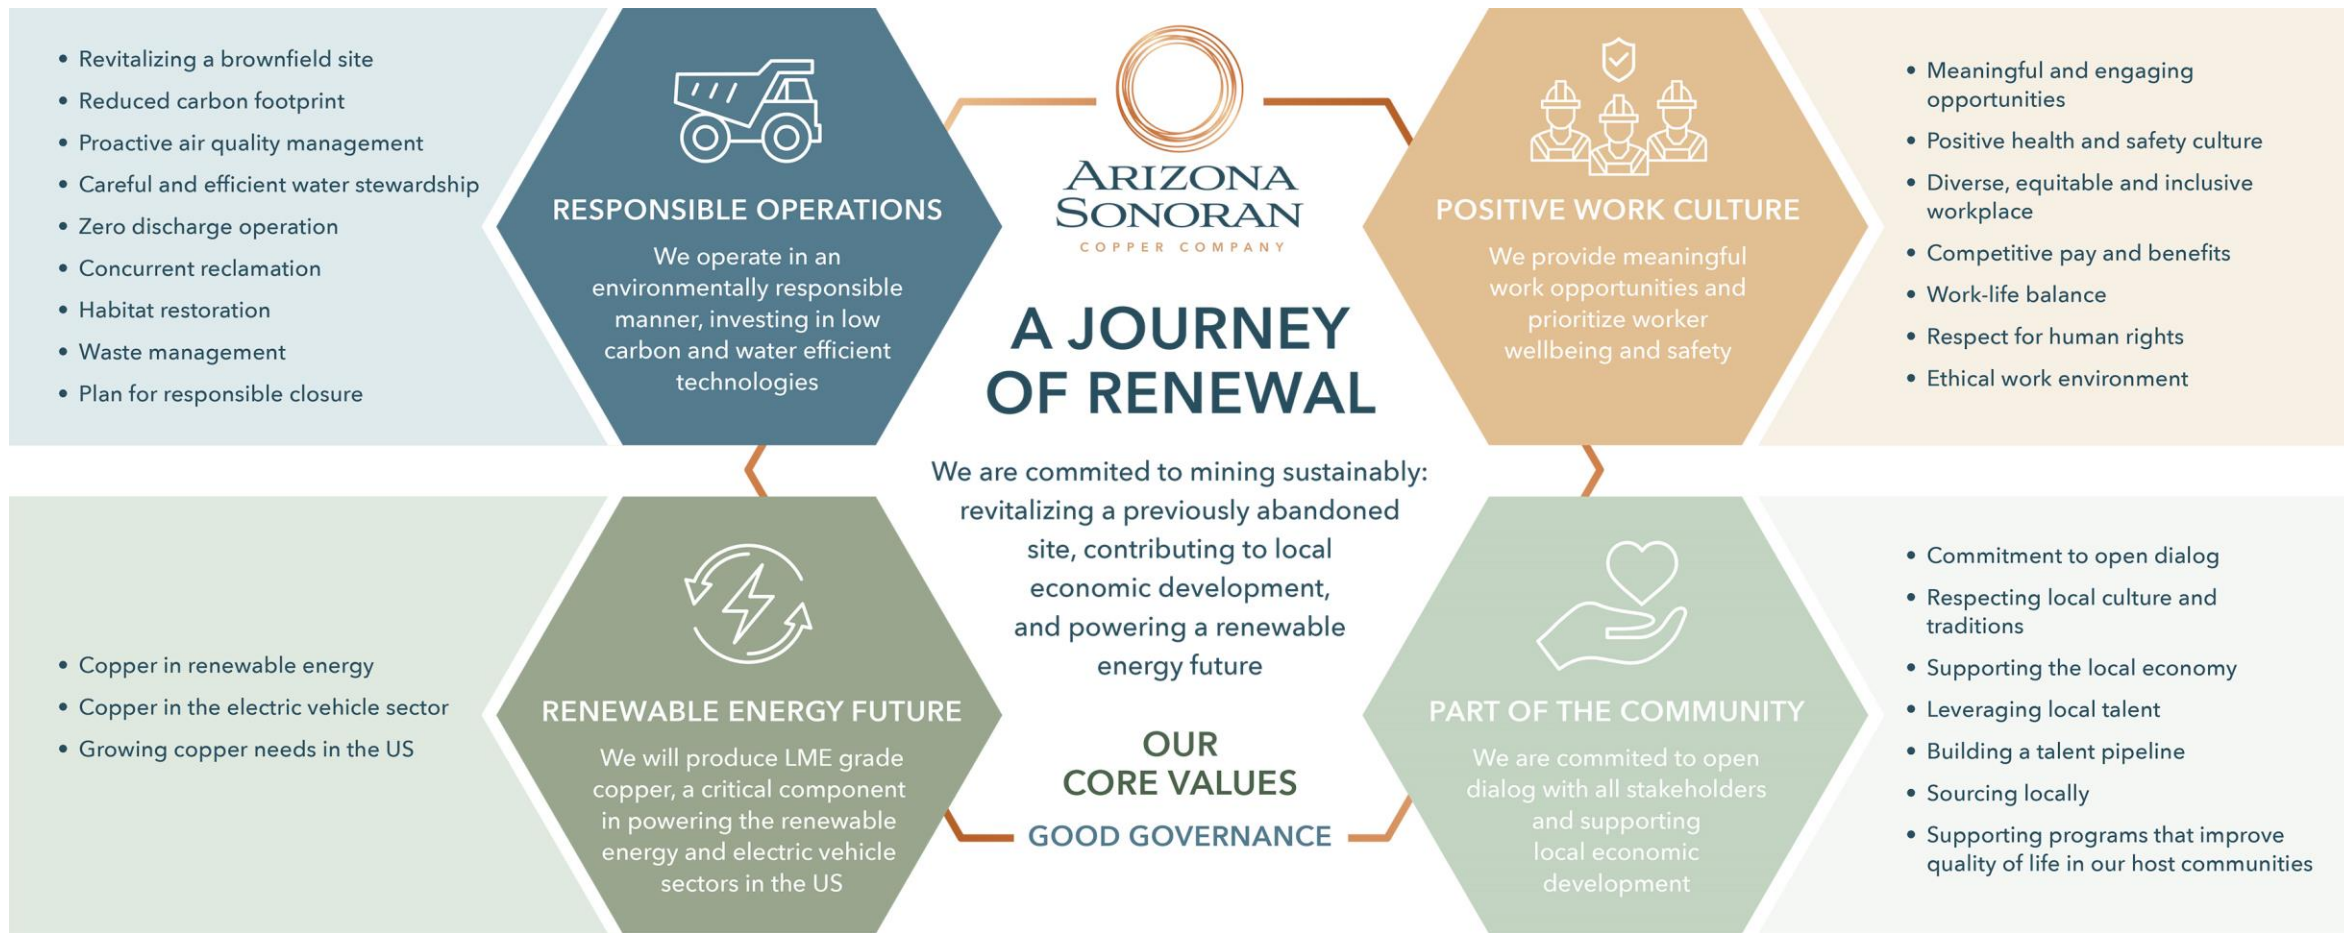 • Revitalizing a brownfield site
• Reduced carbon footprint
• Proactive air quality management
• Careful and efficient water stewardship
• Zero discharge operation
• Concurrent reclamation
• Habitat restoration
• Waste management
• Plan for responsible closure
RESPONSIBLE OPERATIONS
We operate in an
environmentally responsible
manner, investing in low
carbon and water efficient
technologies
ARIZONA
SONORAN
COPPER COMPANY
A JOURNEY
OF RENEWAL
We are commited to mining sustainably:
revitalizing a previously abandoned
site, contributing to local
economic development,
and powering a renewable
energy future
OUR
CORE VALUES
GOOD GOVERNANCE
POSITIVE WORK CULTURE
We provide meaningful
work opportunities and
prioritize worker
wellbeing and safety
• Meaningful and engaging
opportunities
• Positive health and safety culture
• Diverse, equitable and inclusive
workplace
• Competitive pay and benefits
• Work-life balance
• Respect for human rights
• Ethical work environment
• Copper in renewable energy
• Copper in the electric vehicle sector
• Growing copper needs in the US
RENEWABLE ENERGY FUTURE
We will produce LME grade
copper, a critical component
in powering the renewable
energy and electric vehicle
sectors in the US
PART OF THE COMMUNITY
We are commited to open
dialog with all stakeholders
and supporting
local economic
development
• Commitment to open dialog
• Respecting local culture and
traditions
• Supporting the local economy
• Leveraging local talent
• Building a talent pipeline
• Sourcing locally
• Supporting programs that improve
quality of life in our host communities